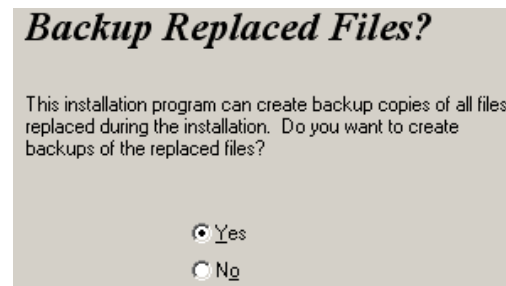 Backup Replaced Files?
This installation program can create backup copies of all files
replaced during the installation.  Do you want to create
backups of the replaced files?
Yes
No